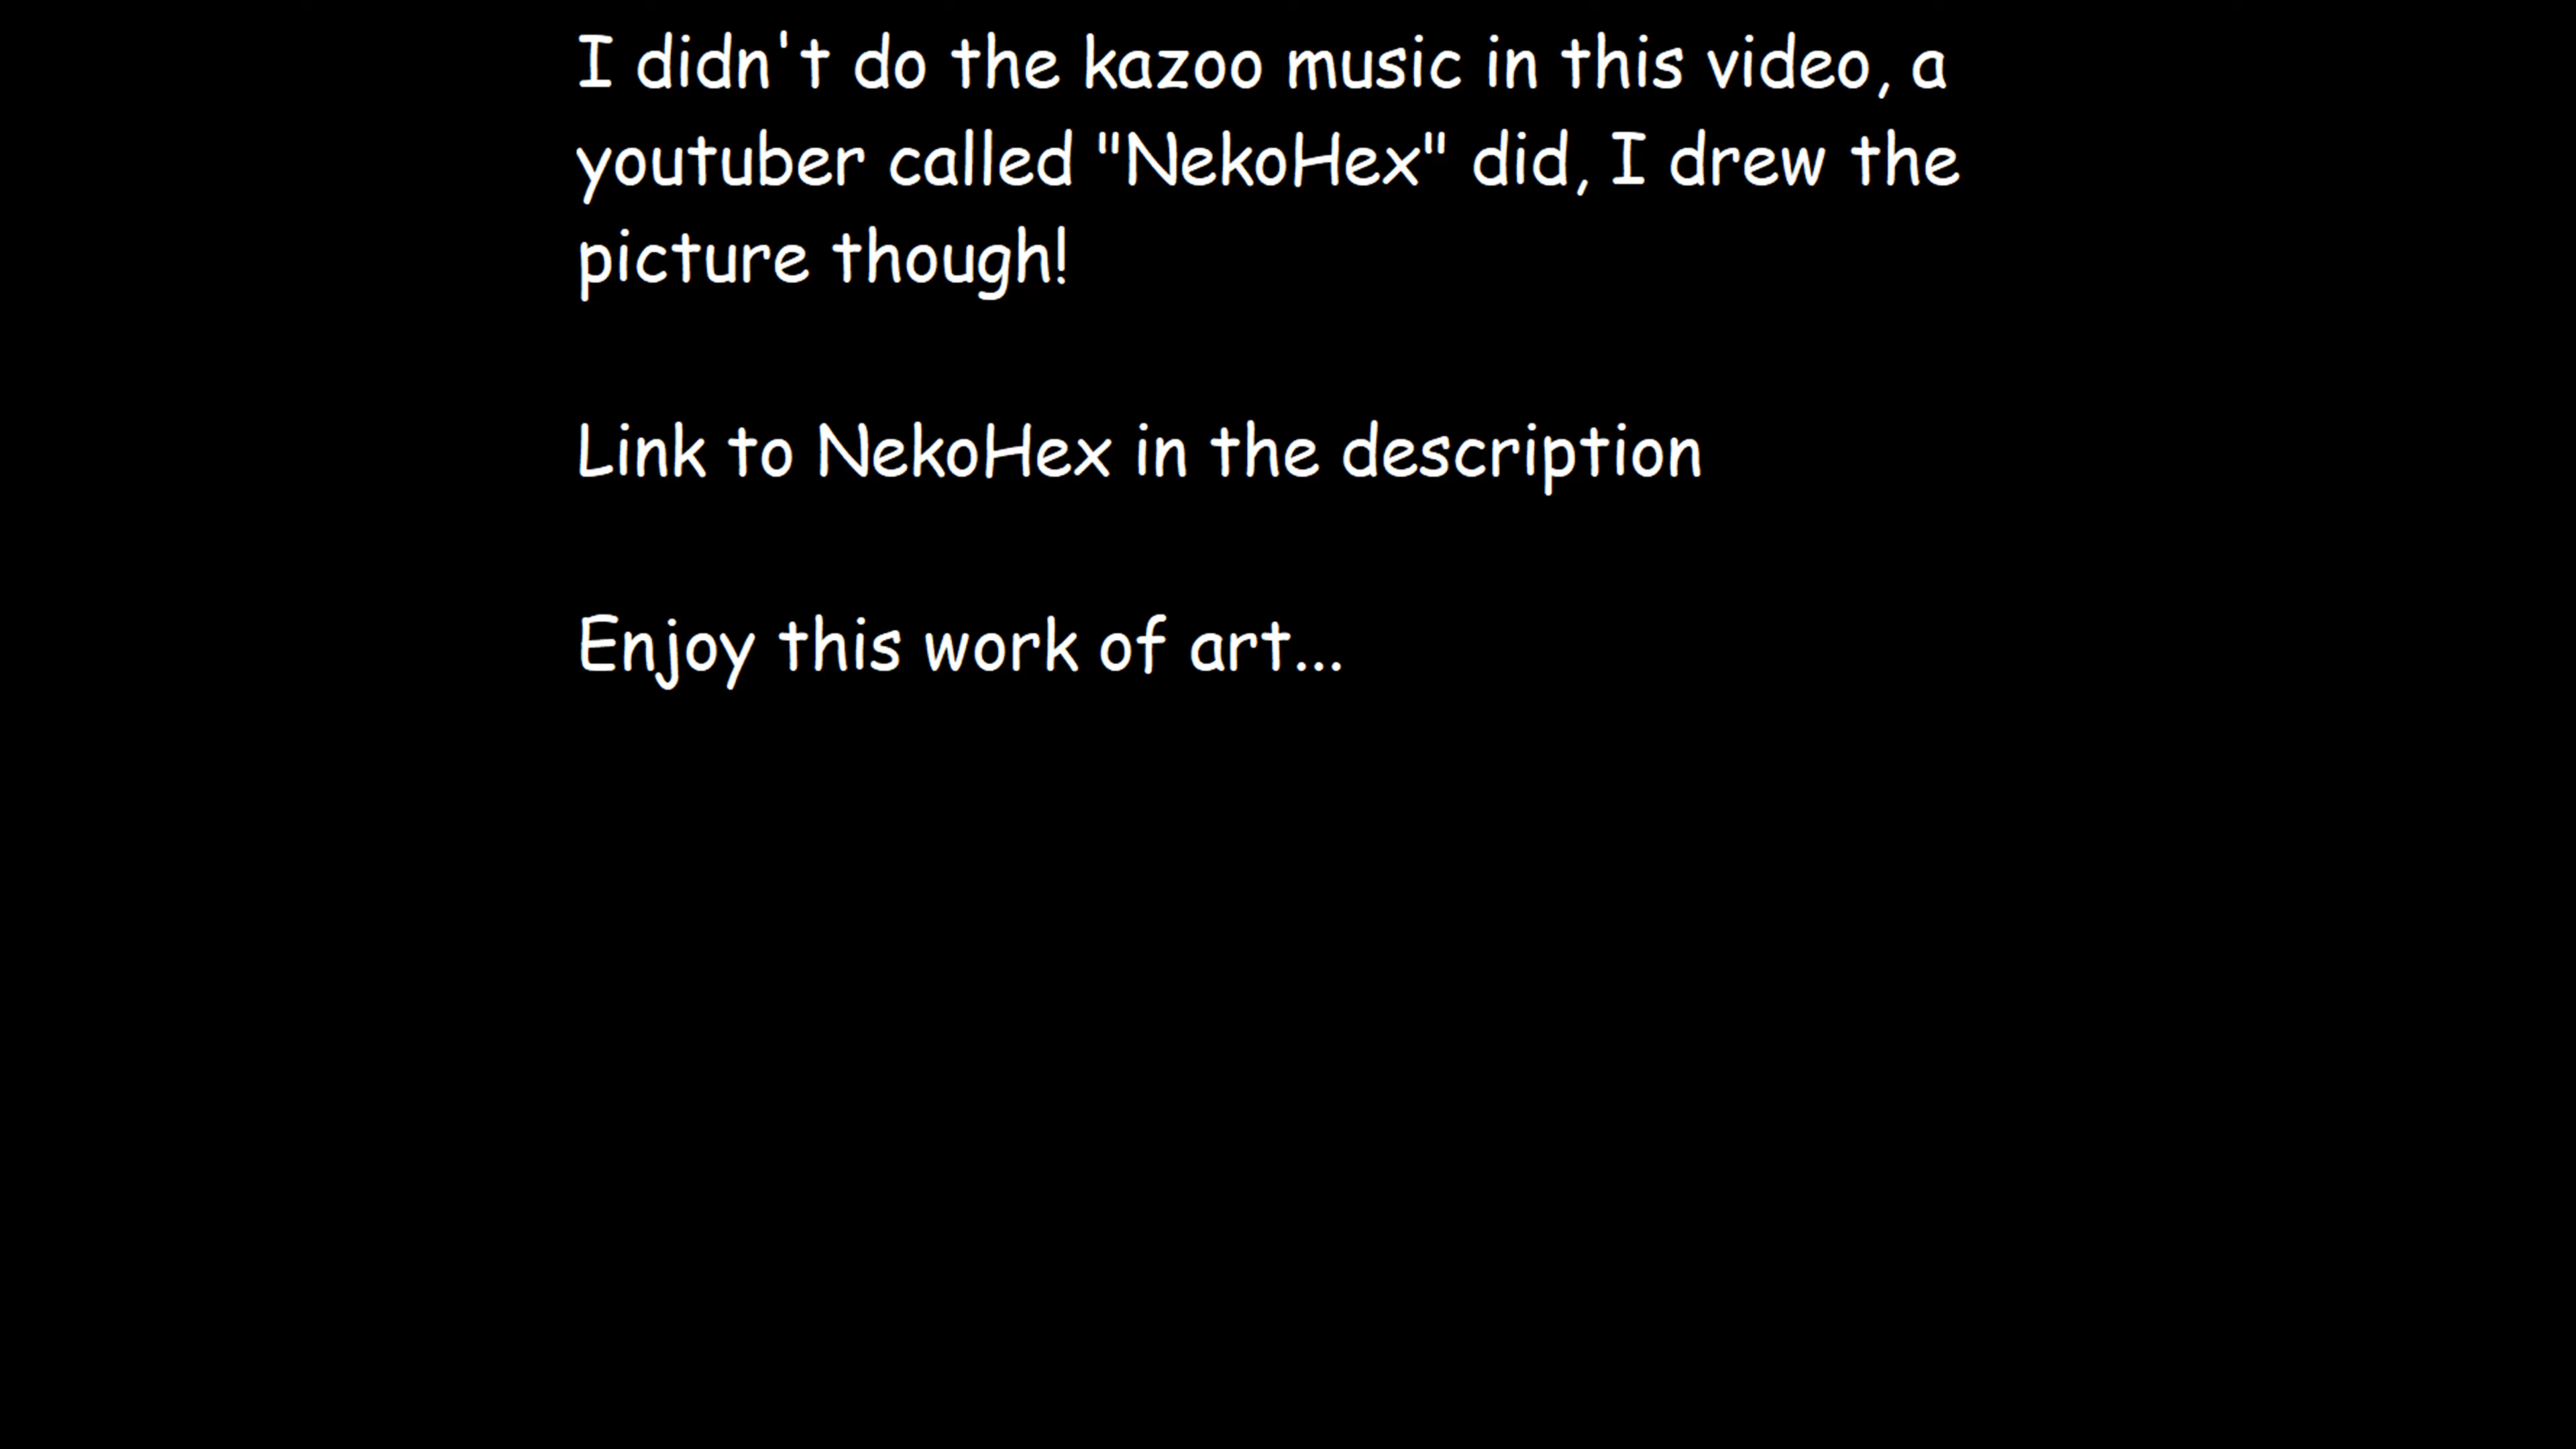 I didn't do the kazoo music in this video, a
youtuber called "NekoHex" did, I drew the
picture though!
Link to NekoHex in the description
Enjoy this work of art...